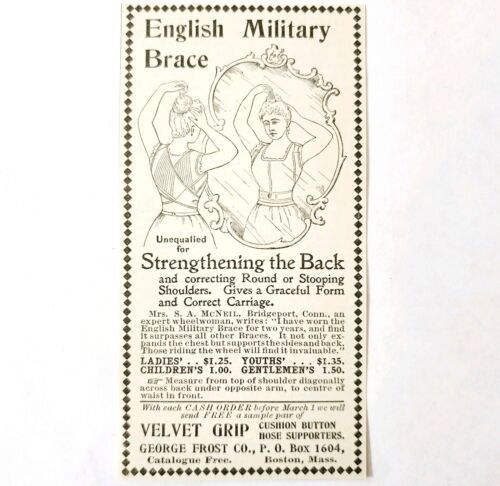 English Military
Brace
Unequalled
for
Strengthening the Back
and correcting Round or Stooping
Shoulders. Gives a Graceful Form
and Correct Carriage.
Mrs. S. A. MCNEIL, Bridgeport, Conn., an
expert wheelwoman, writes: "I have worn the
English Military Brace for two years, and find
it surpasses all other Braces. It not only ex-
pands the chest but supports the sides and back.
Those riding the wheel will find it invaluable."
LADIES' . . $1.25. YOUTHS' . . $1.35.
CHILDREN'S 1.00. GENTLEMEN'S 1.50.
☞ Measure from top of shoulder diagonally
across back under opposite arm, to centre of
waist in front.
With each CASH ORDER before March 1 we will
send FREE a sample pair of
VELVET GRIP CUSHION BUTTON
HOSE SUPPORTERS.
GEORGE FROST CO., P. O. Box 1604,
Catalogue Free. Boston, Mass.